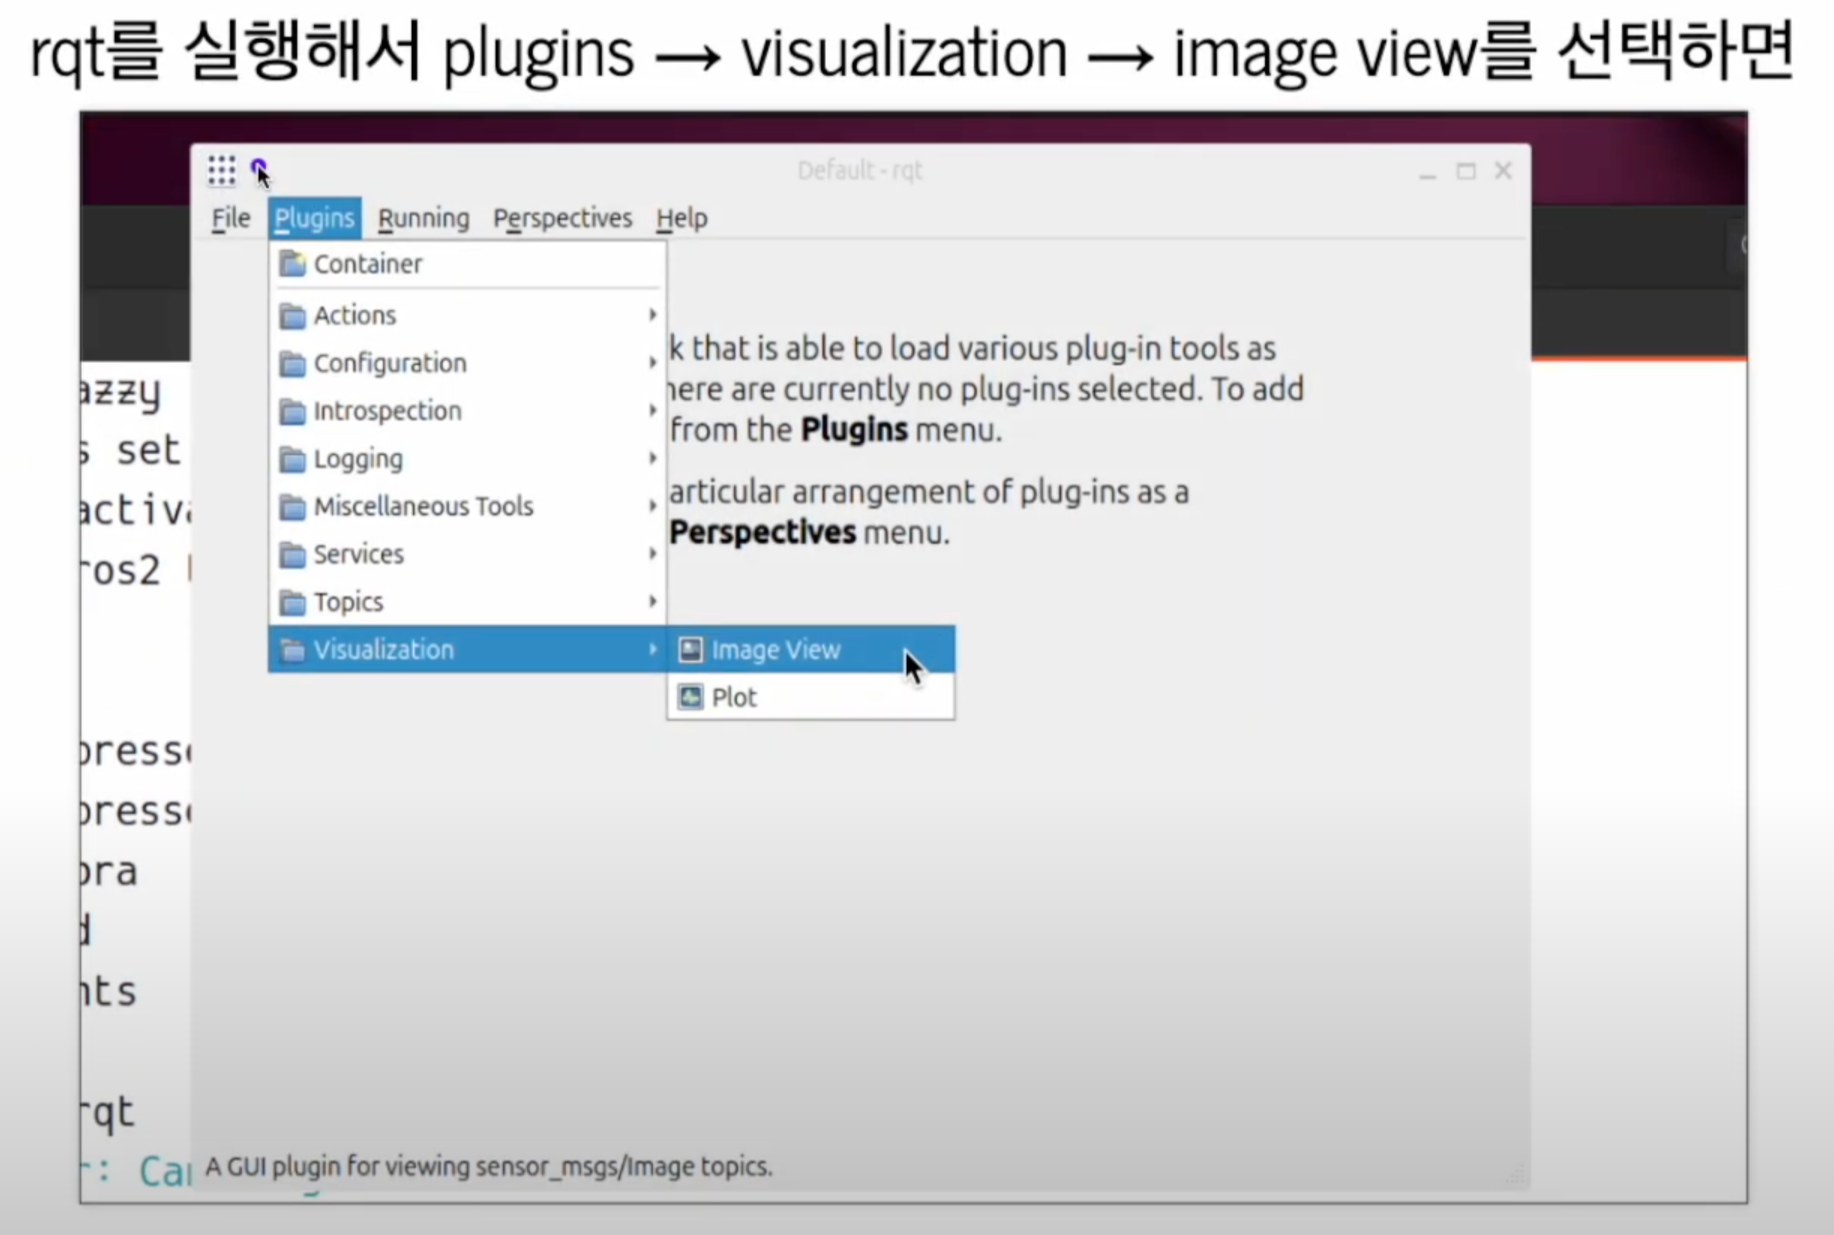 rqt를 실행해서 plugins → visualization → image view를 선택하면
Default - rqt
File Plugins Running Perspectives Help
Container
Actions
Configuration
Introspection
Logging
Miscellaneous Tools
Services
Topics
Visualization
Image View
Plot
k that is able to load various plug-in tools as
here are currently no plug-ins selected. To add
from the Plugins menu.
articular arrangement of plug-ins as a
Perspectives menu.
azzy
s set
activa
ros2
presse
presse
ora
d
nts
rqt
r: Ca
A GUI plugin for viewing sensor_msgs/Image topics.